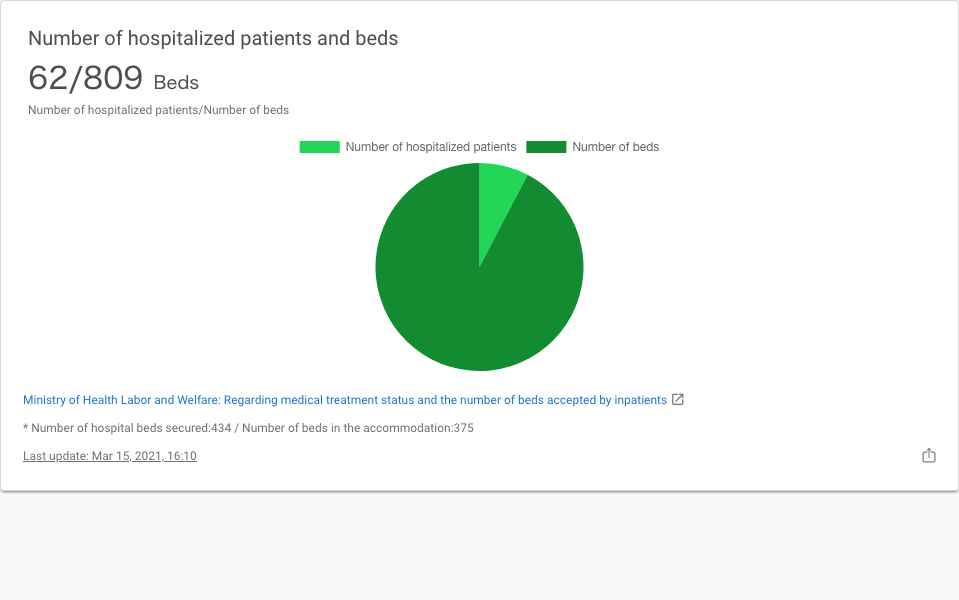 Number of hospitalized patients and beds
62/809 Beds
Number of hospitalized patients/Number of beds
Number of hospitalized patients Number of beds
Ministry of Health Labor and Welfare: Regarding medical treatment status and the number of beds accepted by inpatients
* Number of hospital beds secured:434 / Number of beds in the accommodation:375
Last update: Mar 15, 2021, 16:10